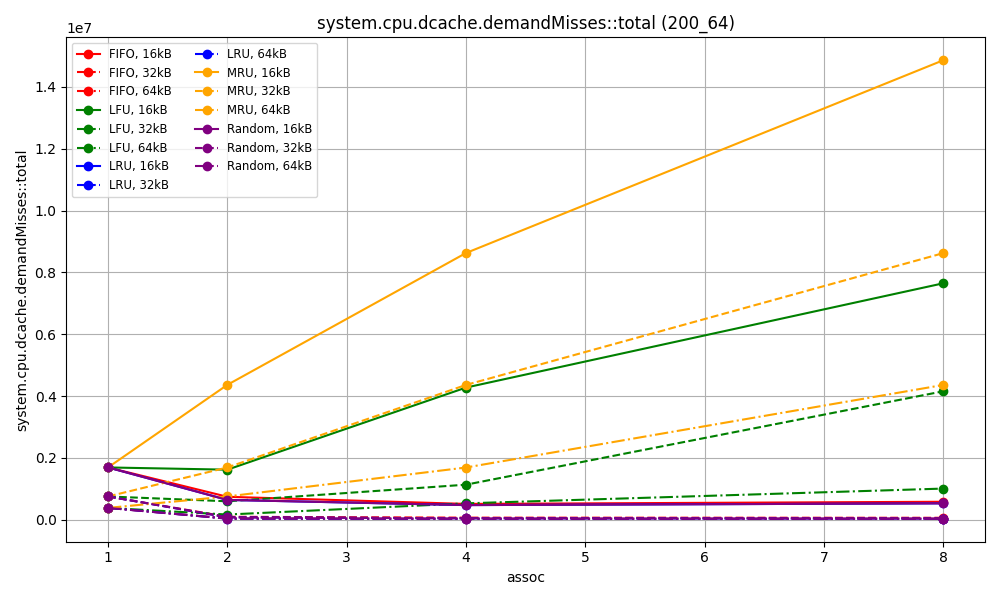 system.cpu.dcache.demandMisses::total (200_64)
1e7
FIFO, 16kB
FIFO, 32kB
FIFO, 64kB
LFU, 16kB
LFU, 32kB
LFU, 64kB
LRU, 16kB
LRU, 32kB
LRU, 64kB
MRU, 16kB
MRU, 32kB
MRU, 64kB
Random, 16kB
Random, 32kB
Random, 64kB
system.cpu.dcache.demandMisses::total
1.4
1.2
1.0
0.8
0.6
0.4
0.2
0.0
1 2 3 4 5 6 7 8
assoc